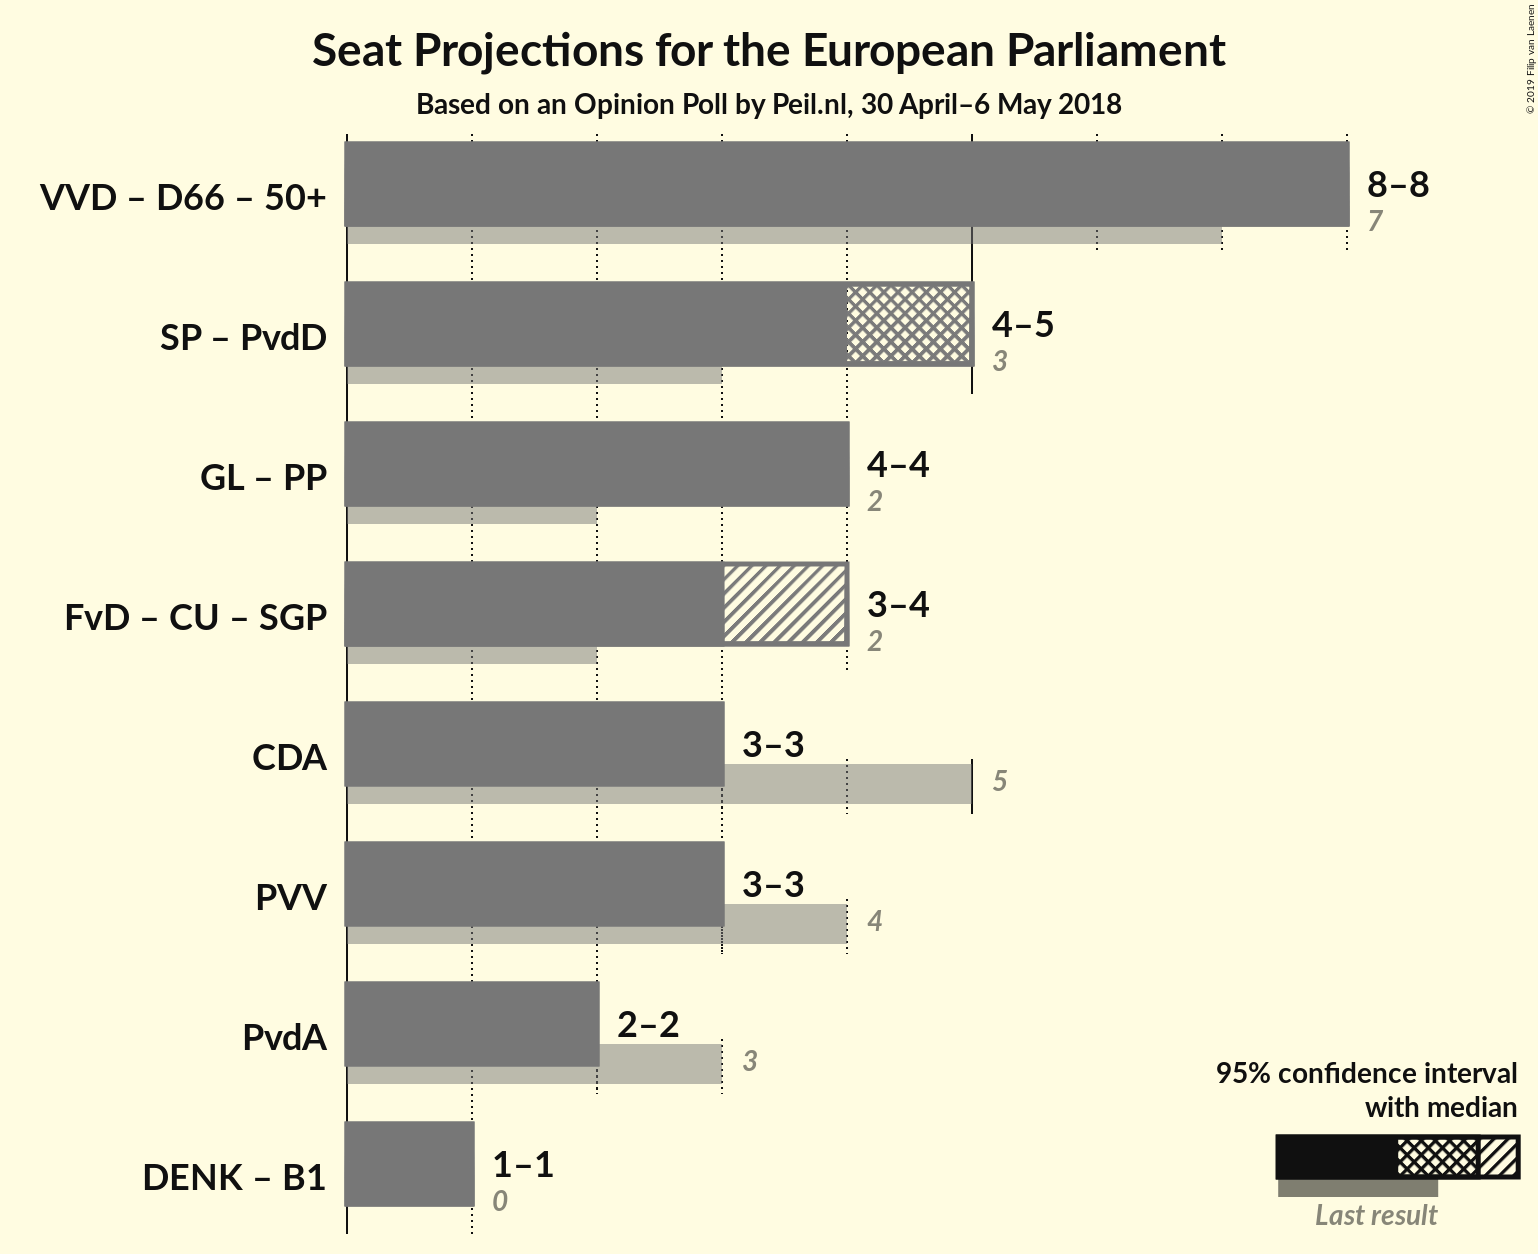 Seat Projections for the European Parliament
Based on an Opinion Poll by Peil.nl, 30 April–6 May 2018
© 2019 Filip van Laenen
VVD – D66 – 50+
8–8
7
SP – PvdD
4–5
3
GL – PP
4–4
2
FvD – CU – SGP
3–4
2
CDA
3–3
5
PVV
3–3
4
PvdA
2–2
3
DENK – B1
1–1
0
95% confidence interval
with median
Last result